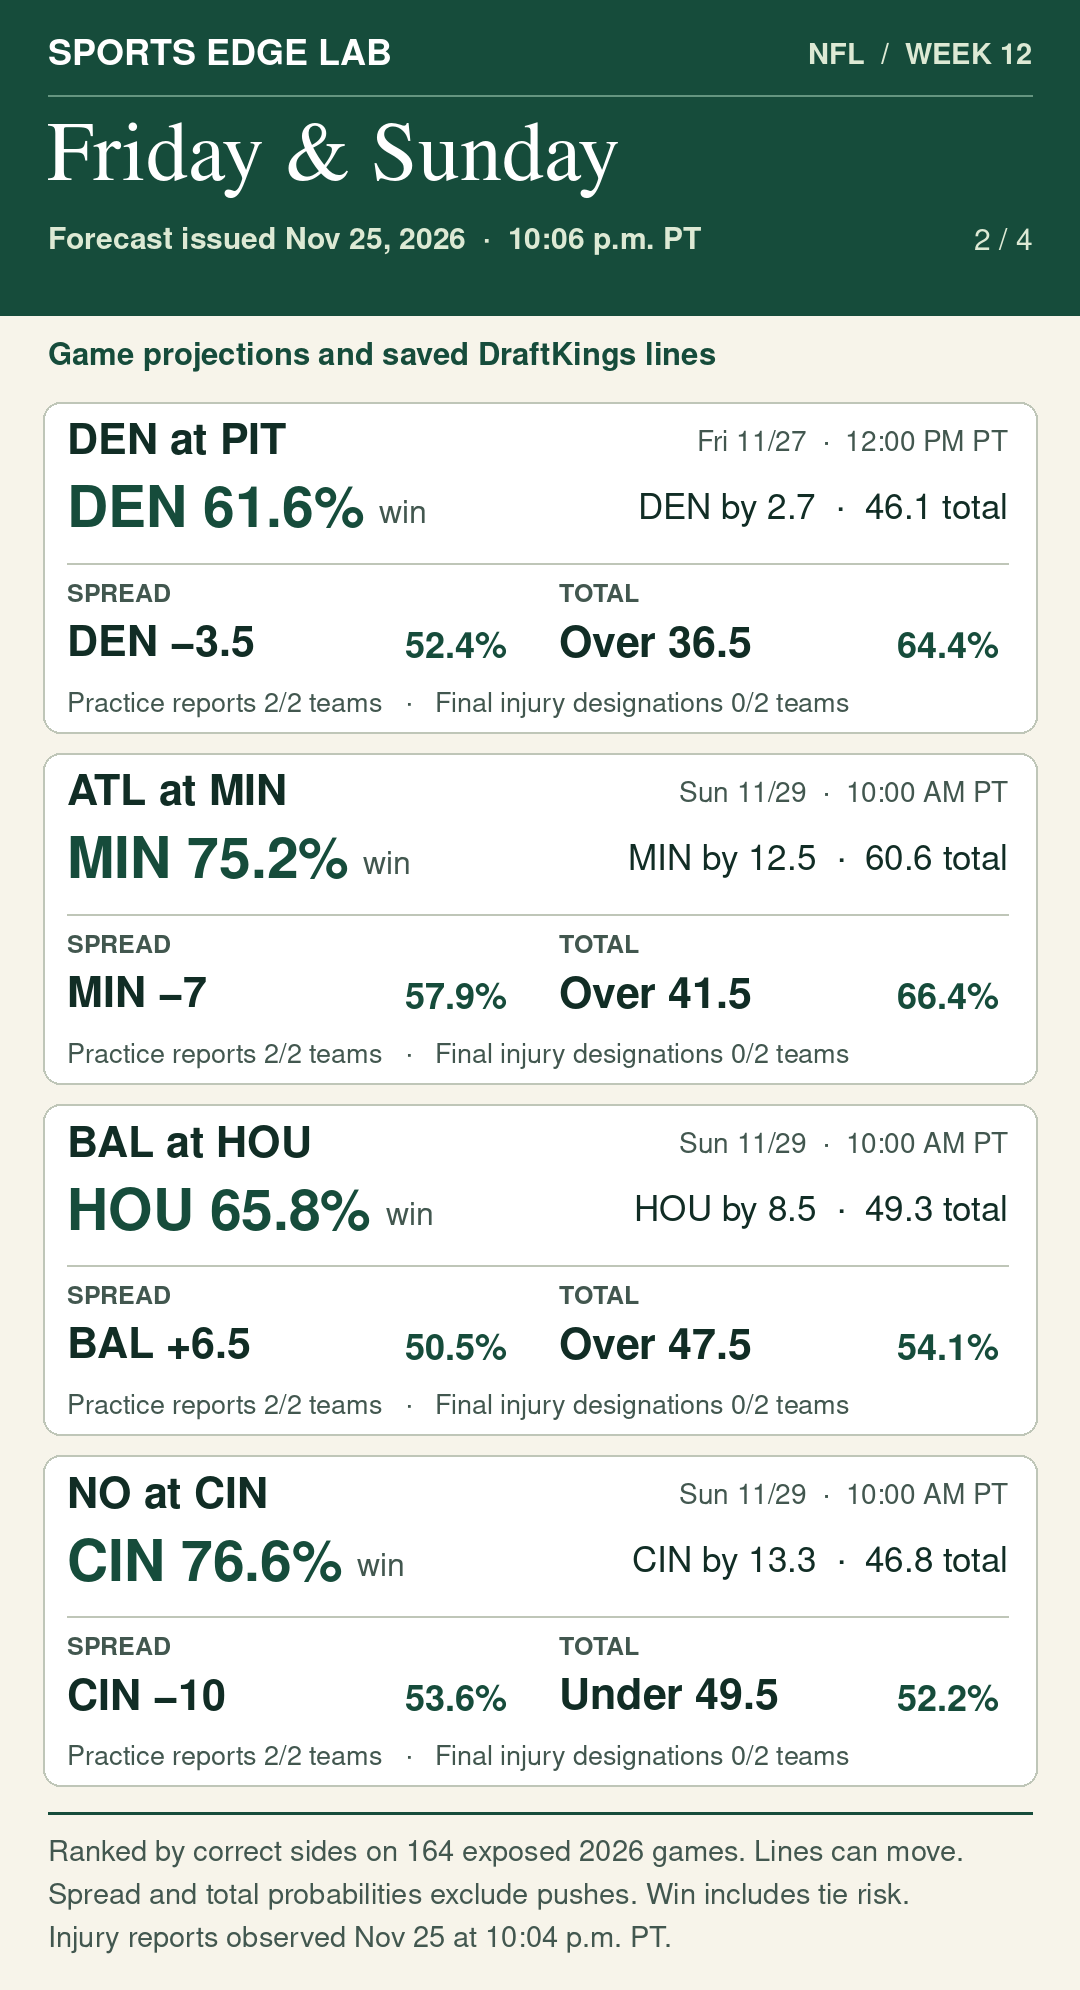 SPORTS EDGE LAB
NFL / WEEK 12
Friday & Sunday
Forecast issued Nov 25, 2026 · 10:06 p.m. PT
2 / 4
Game projections and saved DraftKings lines
DEN at PIT
Fri 11/27 · 12:00 PM PT
DEN 61.6% win
DEN by 2.7 · 46.1 total
SPREAD
TOTAL
DEN −3.5 52.4%
Over 36.5 64.4%
Practice reports 2/2 teams · Final injury designations 0/2 teams
ATL at MIN
Sun 11/29 · 10:00 AM PT
MIN 75.2% win
MIN by 12.5 · 60.6 total
SPREAD
TOTAL
MIN −7 57.9%
Over 41.5 66.4%
Practice reports 2/2 teams · Final injury designations 0/2 teams
BAL at HOU
Sun 11/29 · 10:00 AM PT
HOU 65.8% win
HOU by 8.5 · 49.3 total
SPREAD
TOTAL
BAL +6.5 50.5%
Over 47.5 54.1%
Practice reports 2/2 teams · Final injury designations 0/2 teams
NO at CIN
Sun 11/29 · 10:00 AM PT
CIN 76.6% win
CIN by 13.3 · 46.8 total
SPREAD
TOTAL
CIN −10 53.6%
Under 49.5 52.2%
Practice reports 2/2 teams · Final injury designations 0/2 teams
Ranked by correct sides on 164 exposed 2026 games. Lines can move.
Spread and total probabilities exclude pushes. Win includes tie risk.
Injury reports observed Nov 25 at 10:04 p.m. PT.